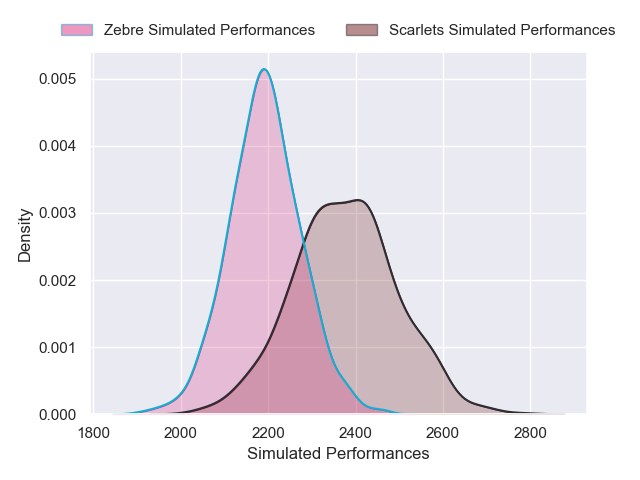 Zebre Simulated Performances Scarlets Simulated Performances
0.005
0.004
0.003
0.002
0.001
0.000
Density
1800 2000 2200 2400 2600 2800
Simulated Performances